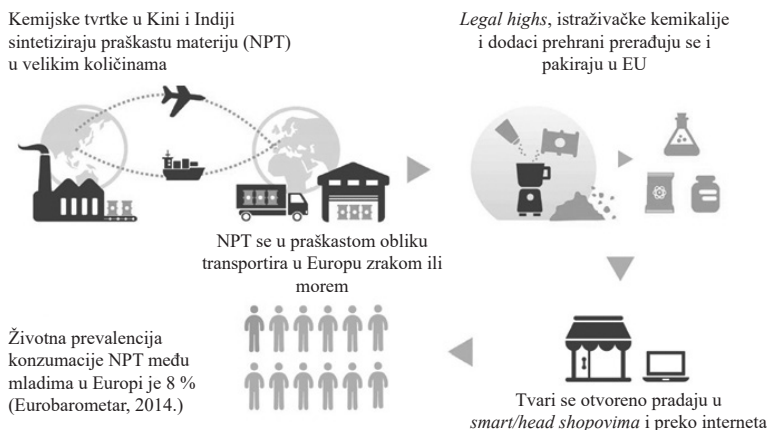 Kemijske tvrtke u Kini i Indiji
sintetiziraju praškastu materiju (NPT)
u velikim količinama
Legal highs, istraživačke kemikalije
i dodaci prehrani prerađuju se i
pakiraju u EU
NPT se u praškastom obliku
transportira u Europu zrakom ili
morem
Životna prevalencija
konzumacije NPT među
mladima u Europi je 8 %
(Eurobarometar, 2014.)
Tvari se otvoreno pradaju u
smart/head shopovima i preko interneta